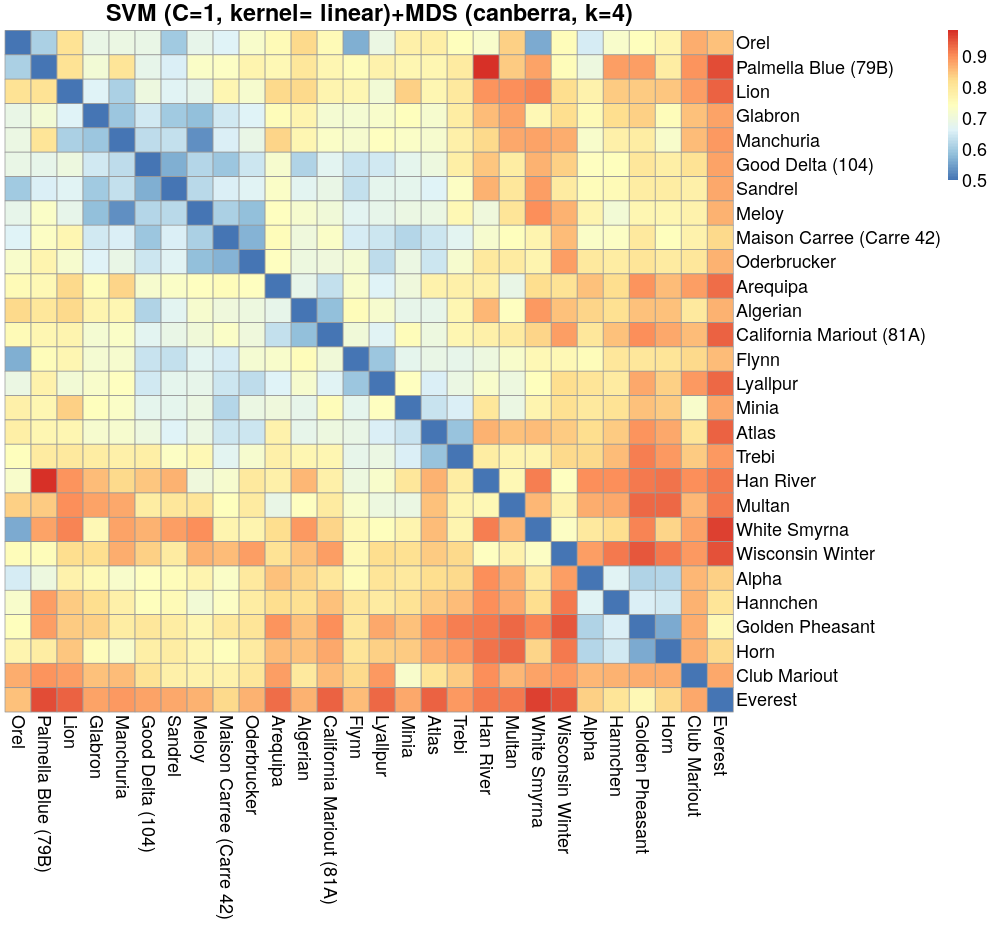 SVM (C=1, kernel= linear)+MDS (canberra, k=4)
Orel
Palmella Blue (79B)
Lion
Glabron
Manchuria
Good Delta (104)
Sandrel
Meloy
Maison Carree (Carre 42)
Oderbrucker
Arequipa
Algerian
California Mariout (81A)
Flynn
Lyallpur
Minia
Atlas
Trebi
Han River
Multan
White Smyrna
Wisconsin Winter
Alpha
Hannchen
Golden Pheasant
Horn
Club Mariout
Everest
0.9
0.8
0.7
0.6
0.5
Orel
Palmella Blue (79B)
Lion
Glabron
Manchuria
Good Delta (104)
Sandrel
Meloy
Maison Carree (Carre 42)
Oderbrucker
Arequipa
Algerian
California Mariout (81A)
Flynn
Lyallpur
Minia
Atlas
Trebi
Han River
Multan
White Smyrna
Wisconsin Winter
Alpha
Hannchen
Golden Pheasant
Horn
Club Mariout
Everest